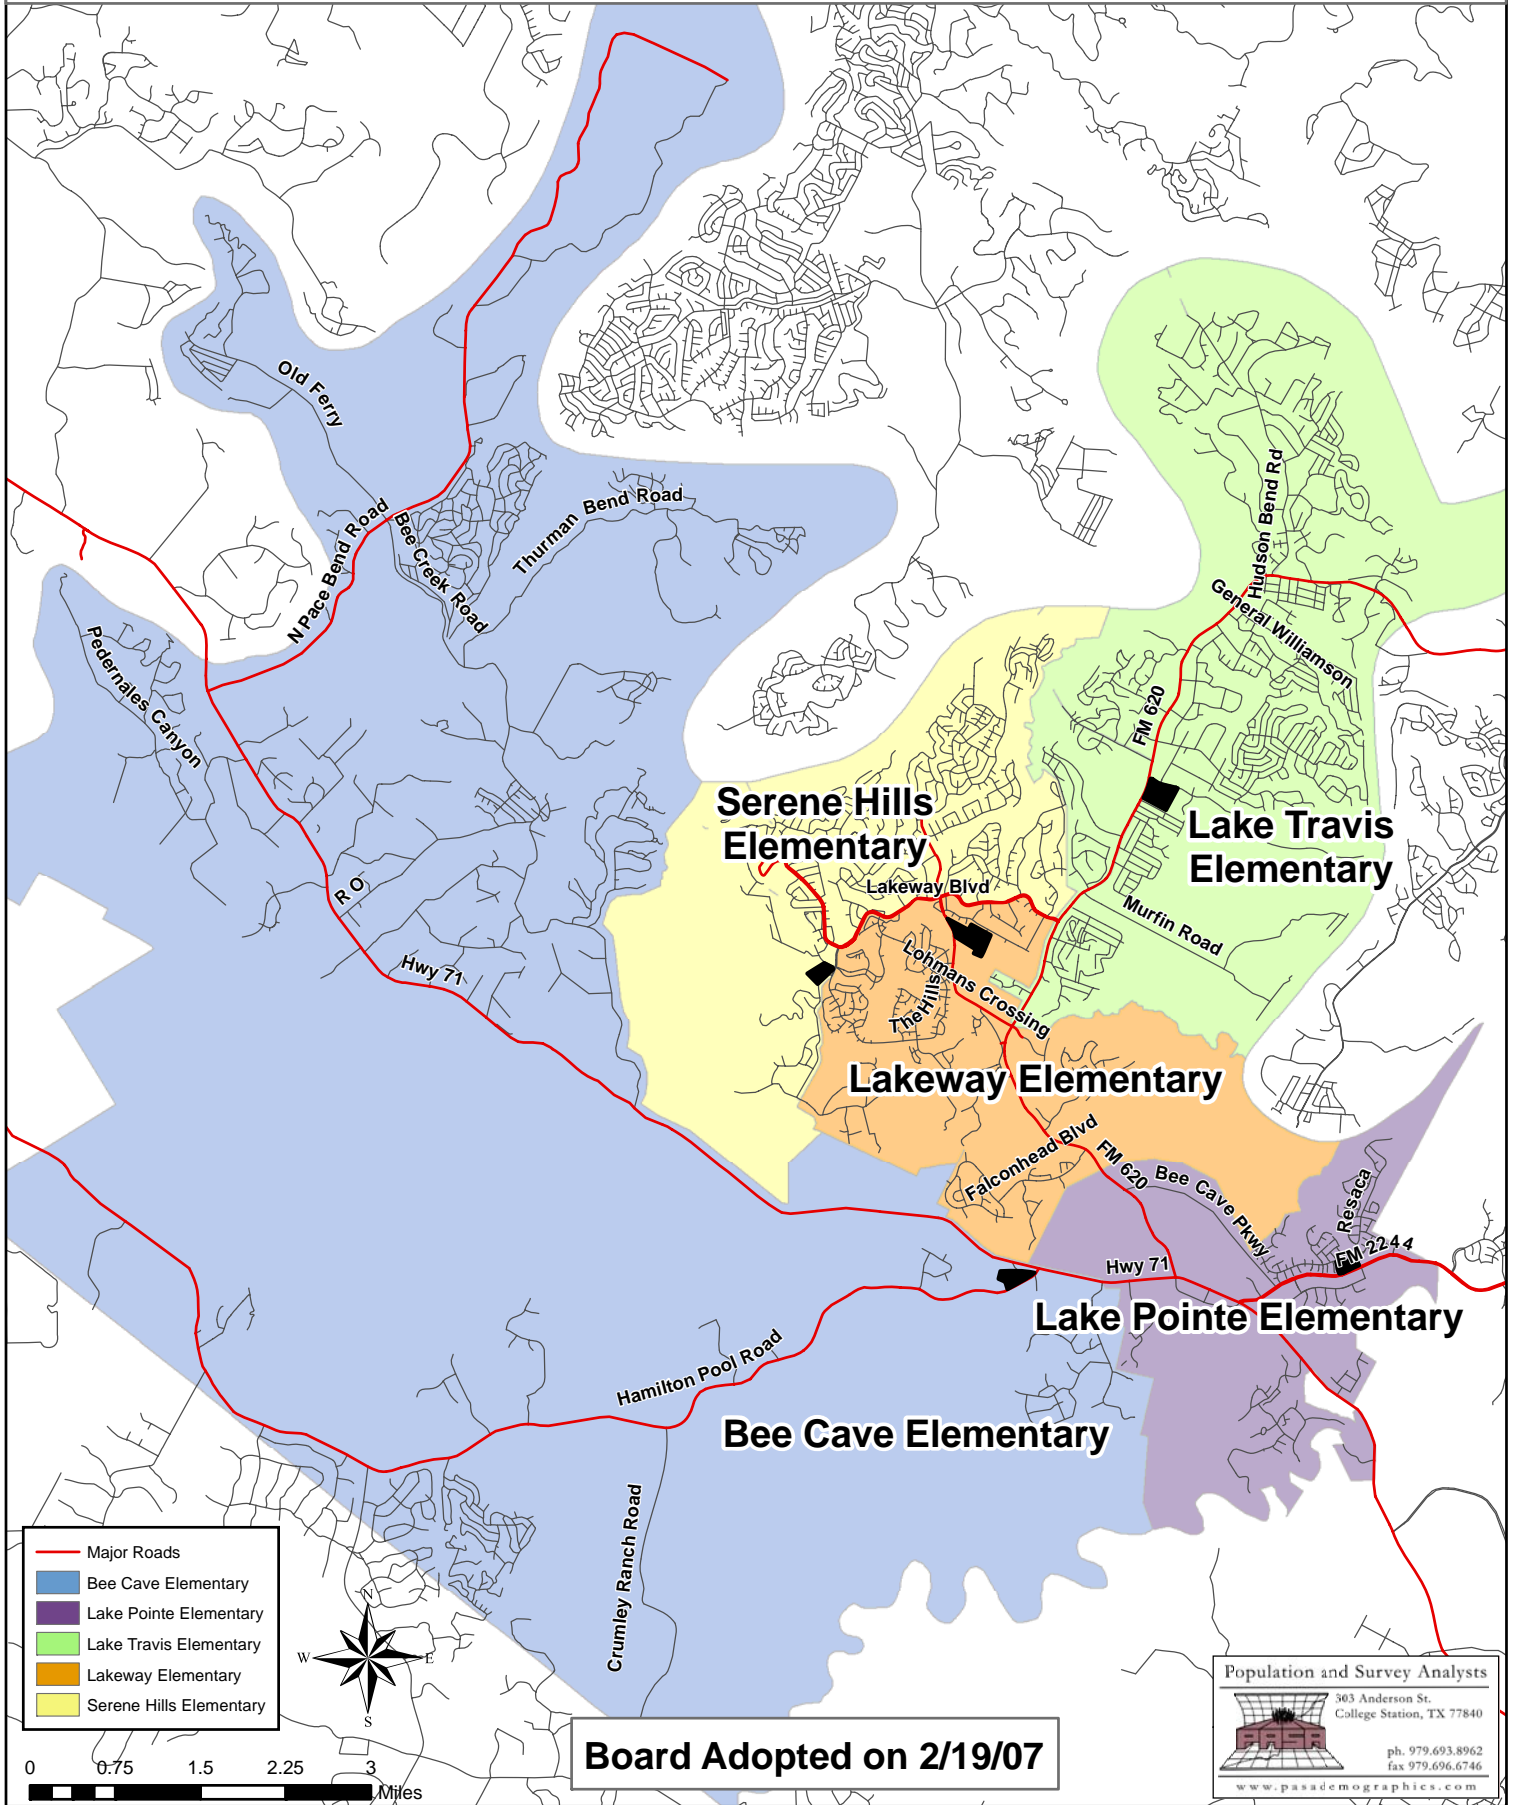 Old Ferry
N Pace Bend Road
Bee Creek Road
Thurman Bend Road
Hudson Bend Rd
General Williamson
Pedernales Canyon
FM 620
Serene Hills
Elementary
Lake Travis
Elementary
Lakeway Blvd
R O
Murfin Road
Hwy 71
Lohmans Crossing
The Hills
Lakeway Elementary
Falconhead Blvd
FM 620
Bee Cave Pkwy
Resaca
FM 2244
Hwy 71
Lake Pointe Elementary
Hamilton Pool Road
Bee Cave Elementary
Crumley Ranch Road
Major Roads
Bee Cave Elementary
Lake Pointe Elementary
Lake Travis Elementary
Lakeway Elementary
Serene Hills Elementary
N
W
E
S
0 0.75 1.5 2.25 3
Miles
Board Adopted on 2/19/07
Population and Survey Analysts
303 Anderson St.
College Station, TX 77840
PASA
ph. 979.693.8962
fax 979.696.6746
www.pasademographics.com